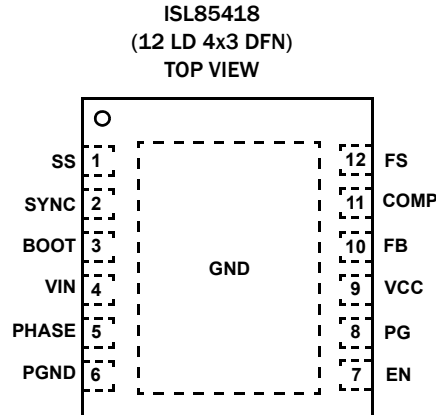 ISL85418
(12 LD 4x3 DFN)
TOP VIEW
SS 1 12 FS
SYNC 2 11 COMP
BOOT 3 10 FB
GND
VIN 4 9 VCC
PHASE 5 8 PG
PGND 6 7 EN